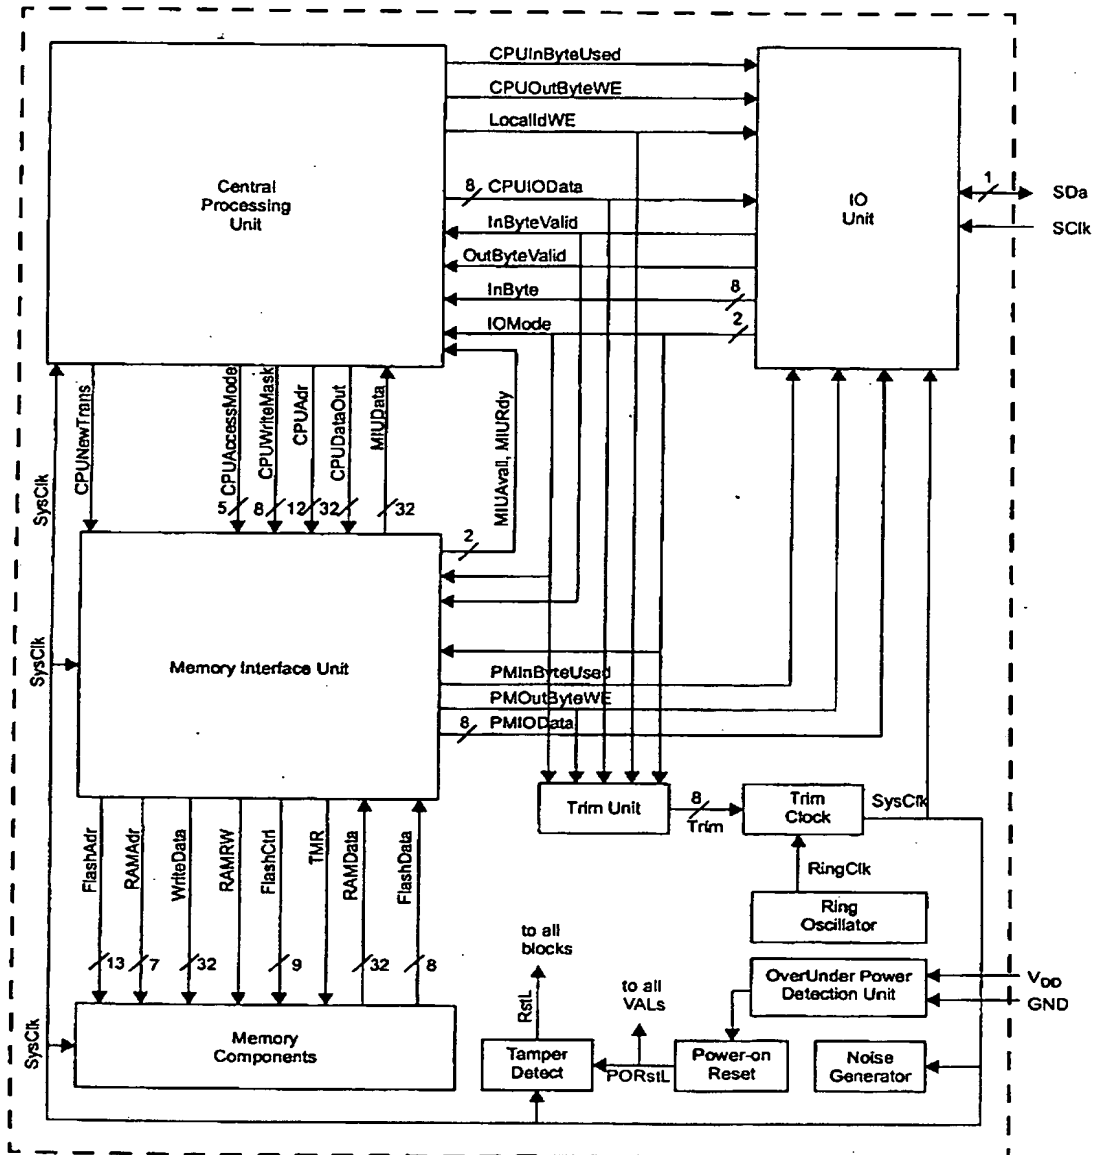 CPUInByteUsed
CPUOutByteWE
LocalIdWE
8
CPUIOData
InByteValid
OutByteValid
InByte
8
IOMode
2
Central
Processing
Unit
IO
Unit
1
SDa
SClk
SysClk
CPUNewTrans
CPUAccessMode
CPUWriteMask
CPUAdr
CPUDataOut
MIUData
MIUAvail, MIURdy
5
8
12
32
32
2
SysClk
Memory Interface Unit
PMInByteUsed
PMOutByteWE
8
PMIOData
Trim Unit
8
Trim
Trim
Clock
SysClk
RingClk
Ring
Oscillator
FlashAdr
RAMAdr
WriteData
RAMRW
FlashCtrl
TMR
RAMData
FlashData
13
7
32
9
32
8
to all
blocks
RstL
to all
VALs
OverUnder Power
Detection Unit
VDD
GND
SysClk
Memory
Components
Tamper
Detect
PORstL
Power-on
Reset
Noise
Generator